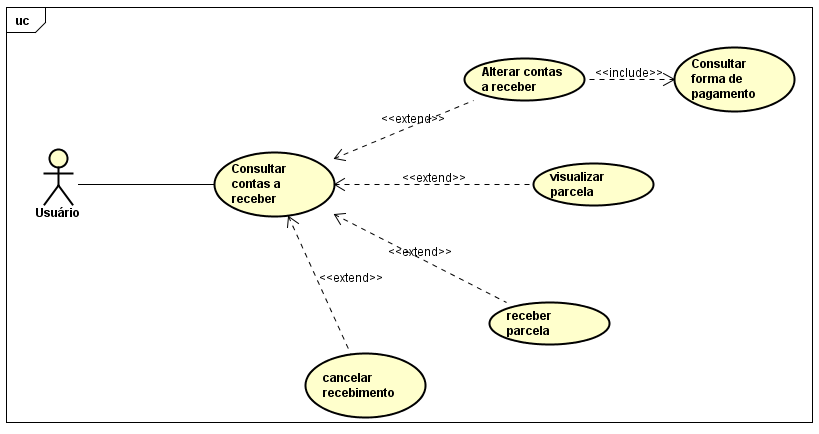 uc
Alterar contas
a receber
<<include>>
Consultar
forma de
pagamento
<<extend>>
Consultar
contas a
receber
<<extend>>
visualizar
parcela
Usuário
<<extend>>
<<extend>>
receber
parcela
cancelar
recebimento